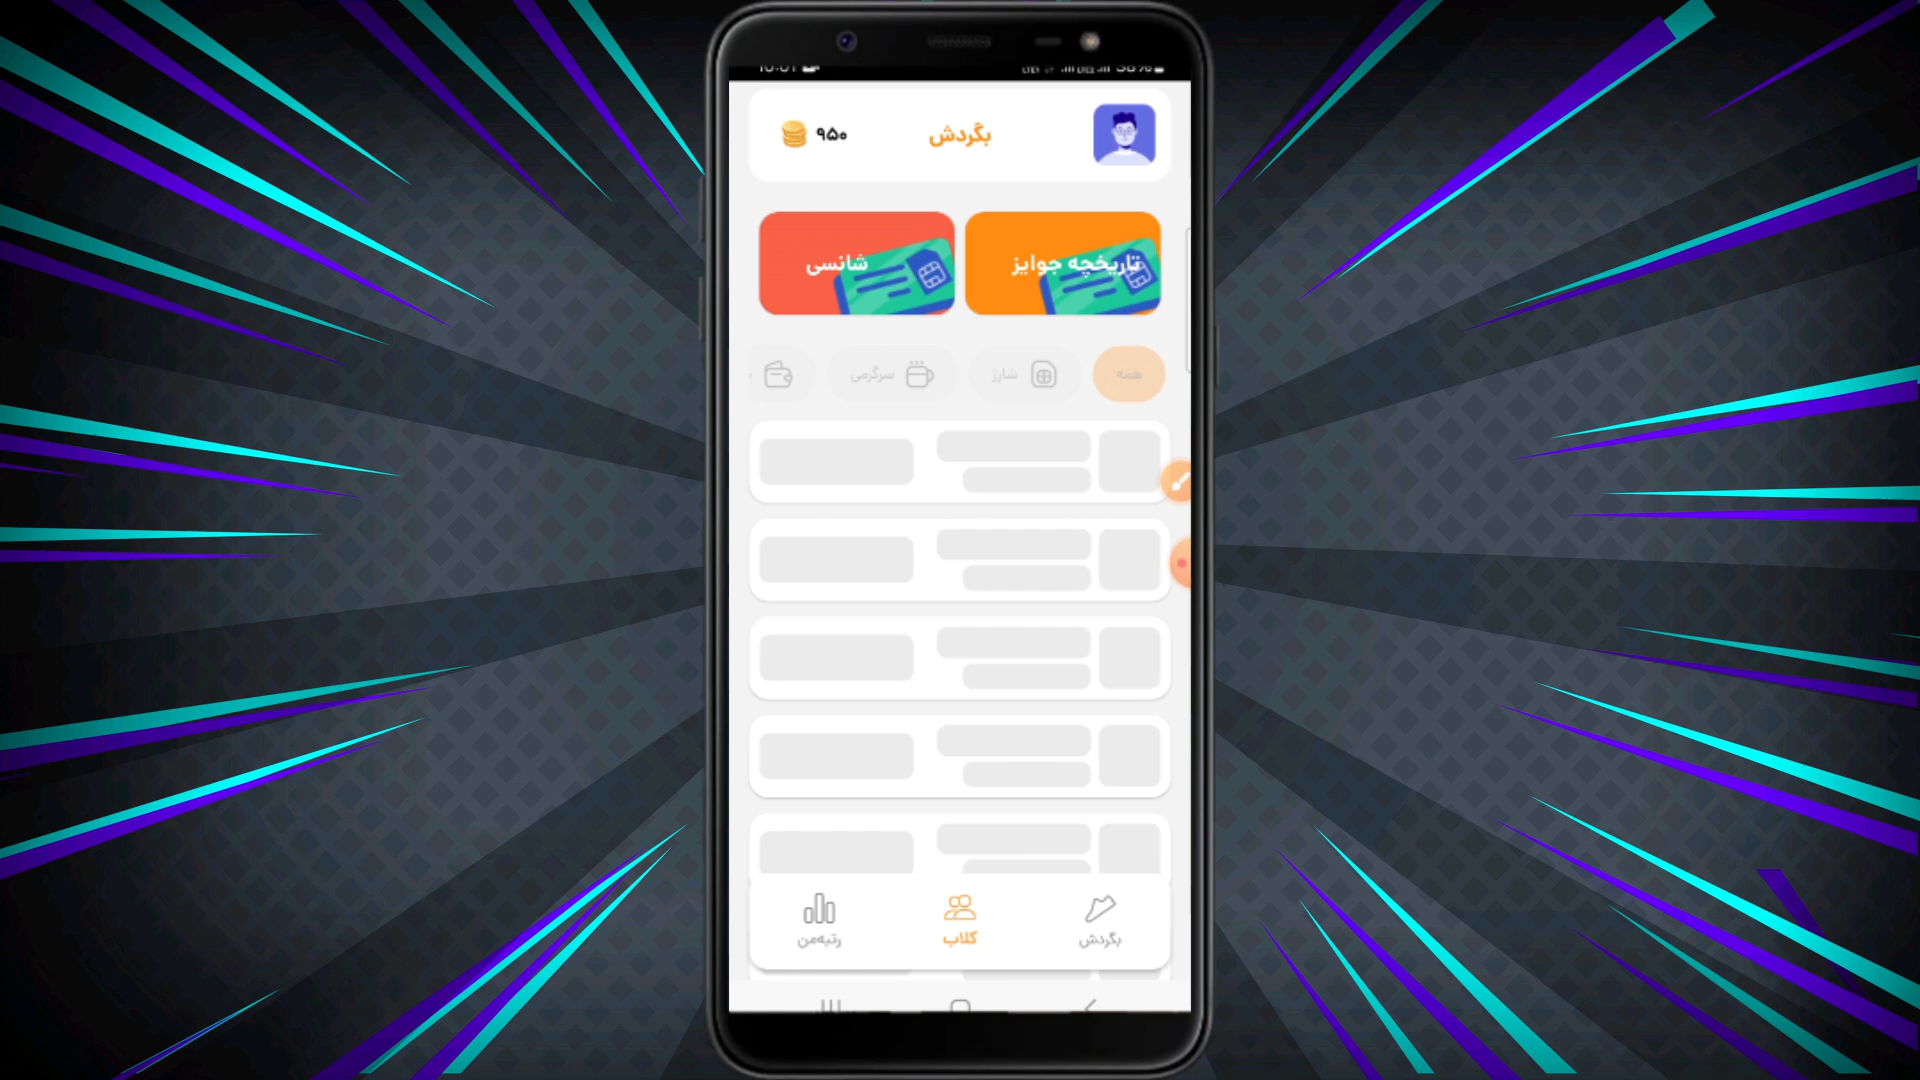 بگردش
۹۵۰
تاریخچه جوایز
شانسی
همه
شارژ
سرگرمی
بگردش
کلاب
رتبه‌من